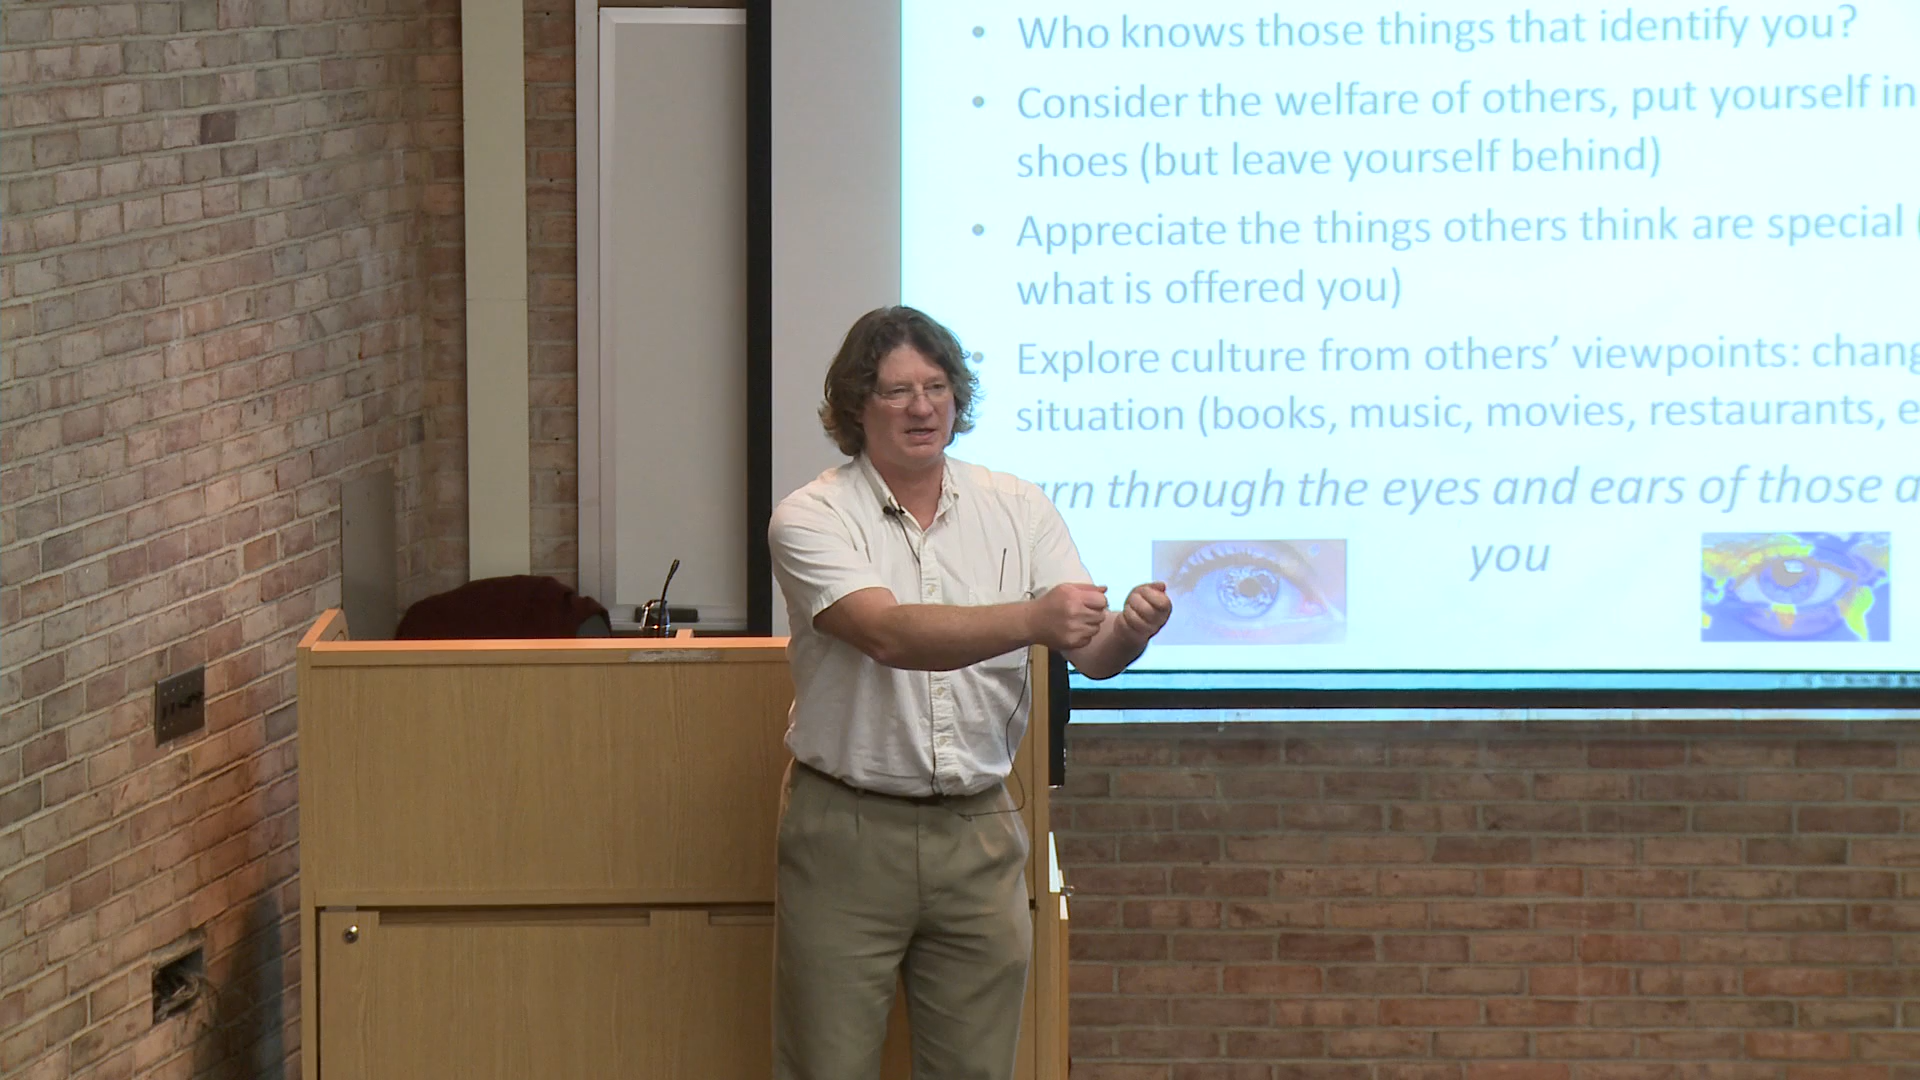 Who knows those things that identify you?
Consider the welfare of others, put yourself in
shoes (but leave yourself behind)
Appreciate the things others think are special (
what is offered you)
Explore culture from others' viewpoints: chang
situation (books, music, movies, restaurants, e
arn through the eyes and ears of those a
you